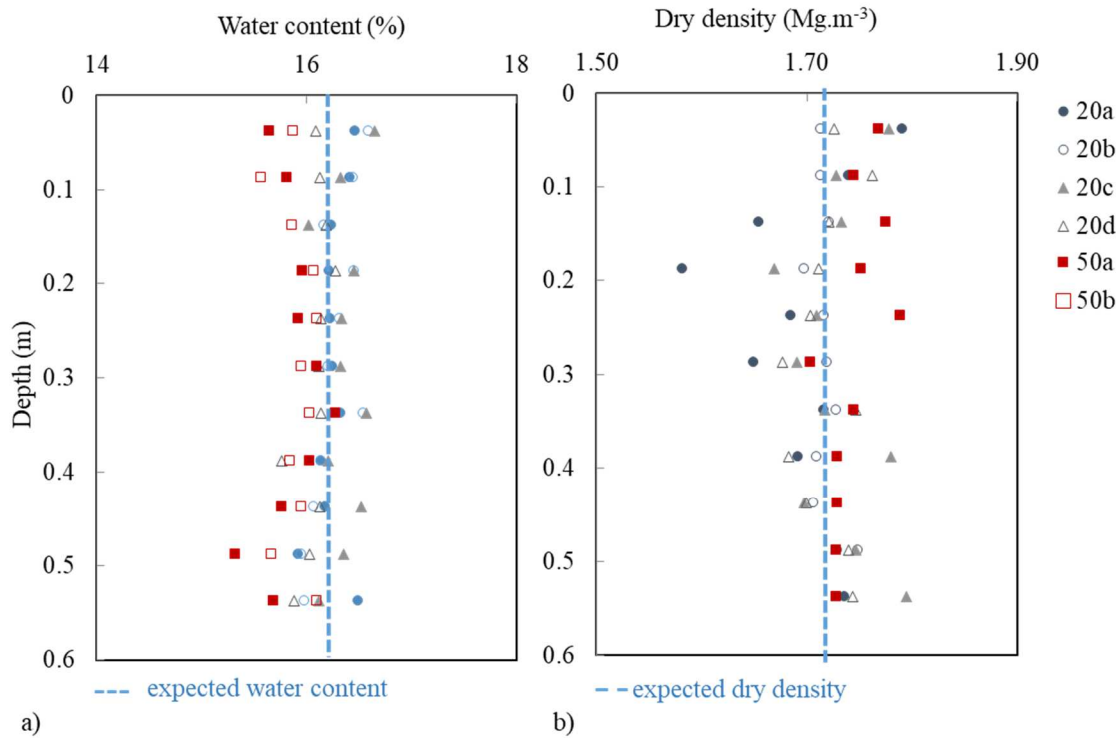 Water content (%)
14 16 18
0
0.1
0.2
0.3
0.4
0.5
0.6
Depth (m)
expected water content
a)
Dry density (Mg.m-3)
1.50 1.70 1.90
0
0.1
0.2
0.3
0.4
0.5
0.6
expected dry density
b)
20a
20b
20c
20d
50a
50b